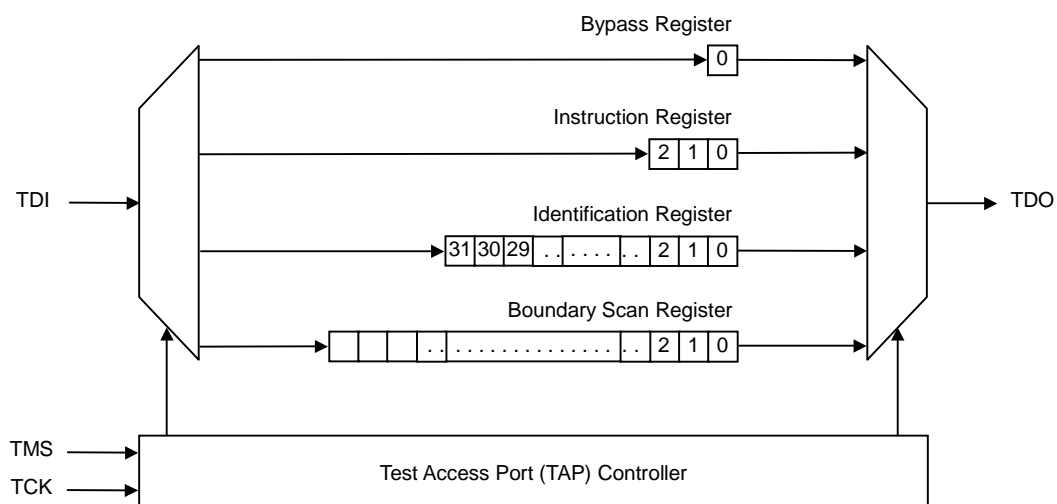 Bypass Register
0
Instruction Register
2 1 0
TDI
TDO
Identification Register
31 30 29 . . . . . . . . 2 1 0
Boundary Scan Register
. . . . . . . . . . . . . . . . . . 2 1 0
TMS
TCK
Test Access Port (TAP) Controller